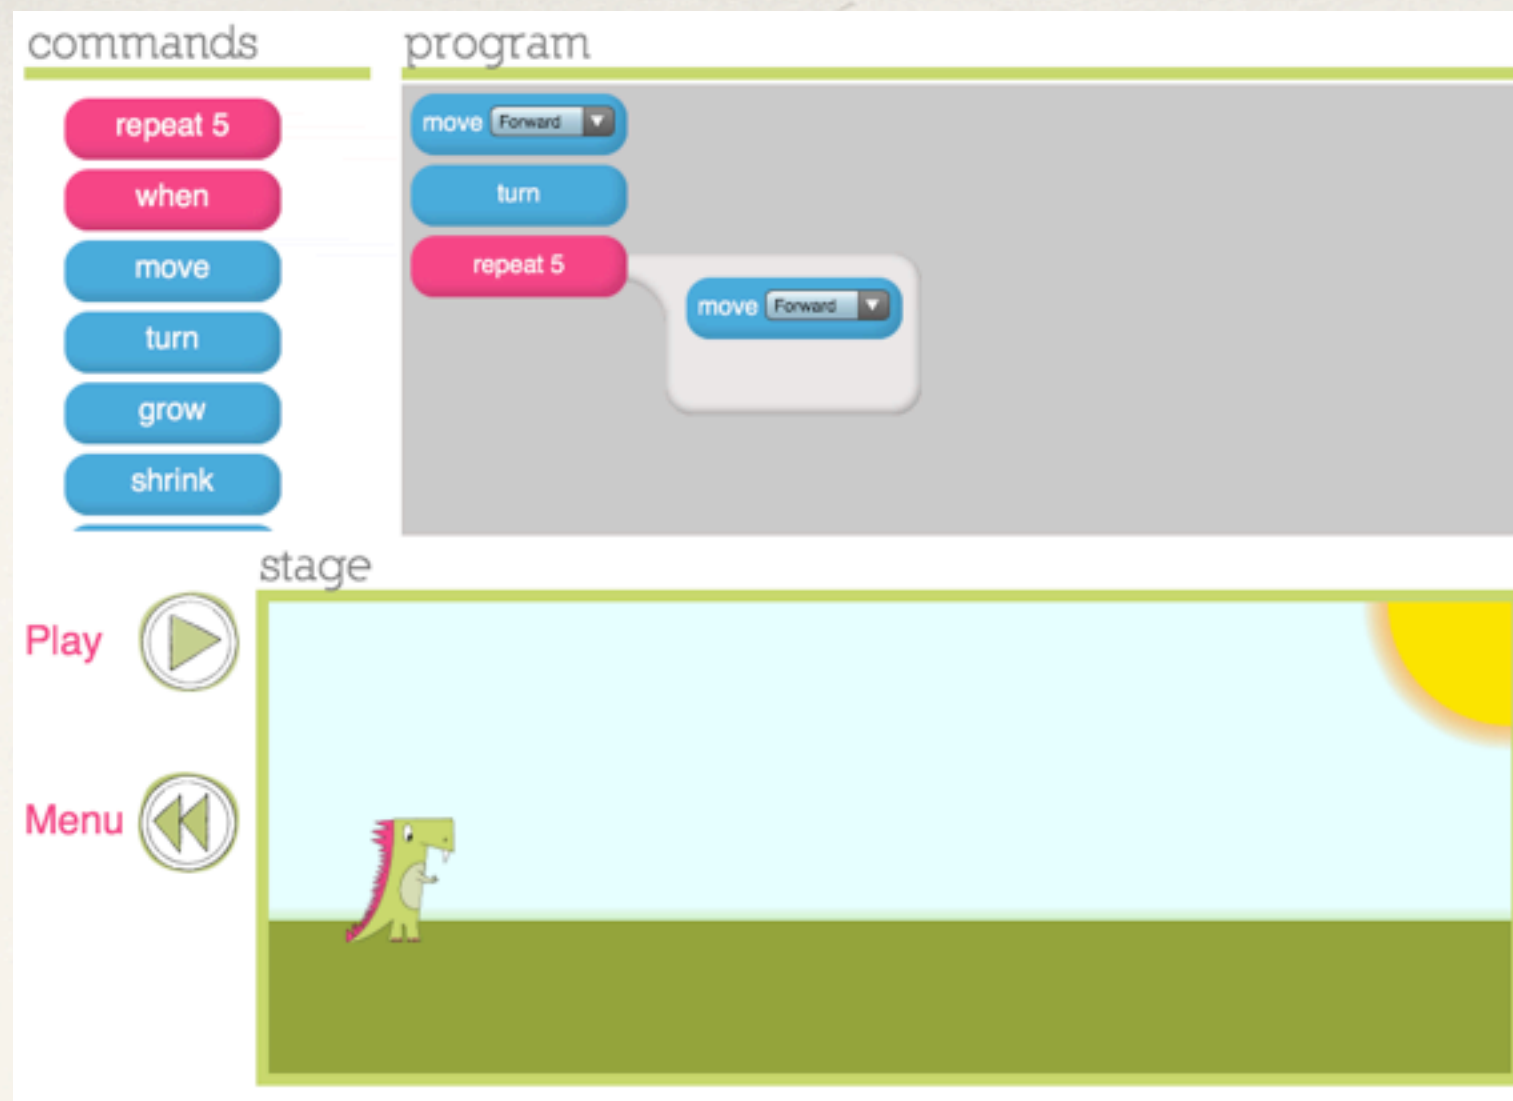 commands
repeat 5
when
move
turn
grow
shrink
program
move Forward
turn
repeat 5
move Forward
stage
Play
Menu